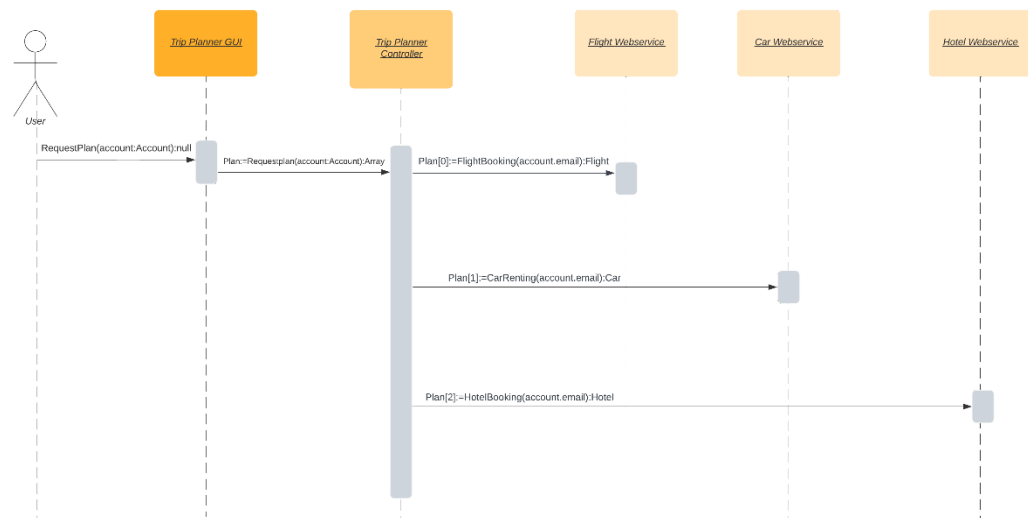 Trip Planner GUI
Trip Planner
Controller
Flight Webservice
Car Webservice
Hotel Webservice
User
RequestPlan(account:Account):null
Plan:=Requestplan(account:Account):Array
Plan[0]:=FlightBooking(account.email):Flight
Plan[1]:=CarRenting(account.email):Car
Plan[2]:=HotelBooking(account.email):Hotel